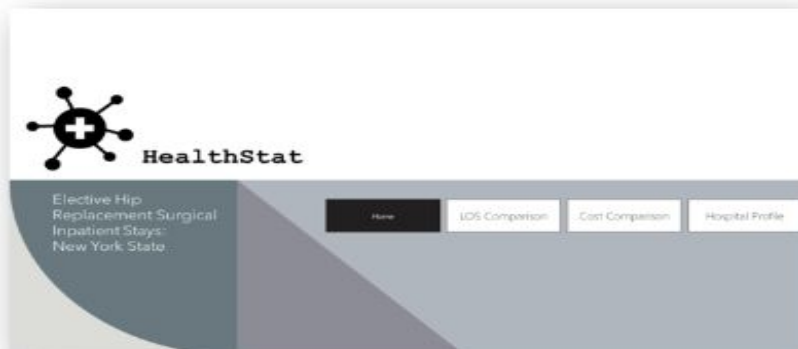 HealthStat
Elective Hip
Replacement Surgical
Inpatient Stays:
New York State
Home
LOS Comparison
Cost Comparison
Hospital Profile